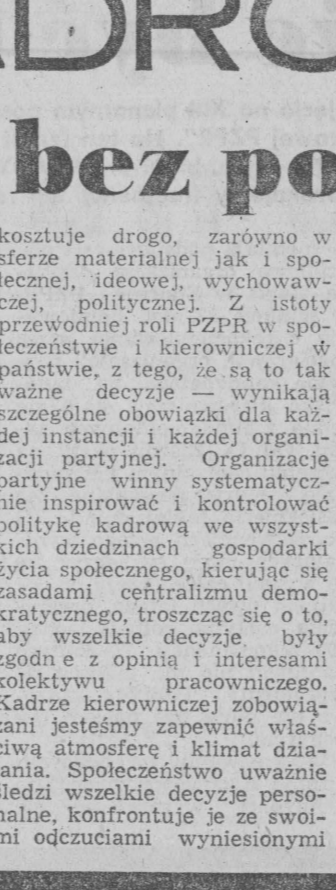 ADRO
bez po
kosztuje drogo, zarówno w
sferze materialnej jak i spo-
łecznej, ideowej, wychowaw-
czej, politycznej. Z istoty
przewodniej roli PZPR w spo-
łeczeństwie i kierowniczej w
państwie, z tego, że są to tak
ważne decyzje — wynikają
szczególne obowiązki dla każ-
dej instancji i każdej organi-
zacji partyjnej. Organizacje
partyjne winny systematycz-
nie inspirować i kontrolować
politykę kadrową we wszyst-
kich dziedzinach gospodarki
życia społecznego, kierując się
zasadami centralizmu demo-
kratycznego, troszcząc się o to,
aby wszelkie decyzje były
zgodn e z opinią i interesami
kolektywu pracowniczego.
Kadrze kierowniczej zobowią-
zani jesteśmy zapewnić właś-
ciwą atmosferę i klimat dzia-
łania. Społeczeństwo uważnie
śledzi wszelkie decyzje perso-
nalne, konfrontuje je ze swoi-
mi odczuciami wyniesionymi